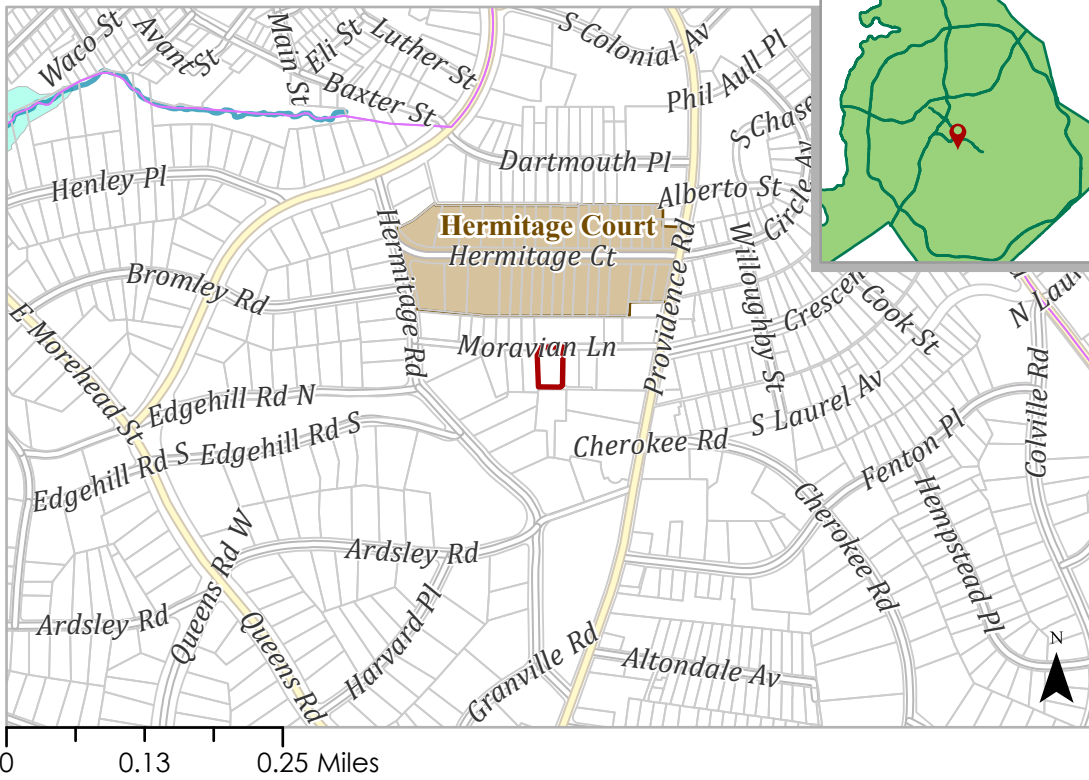 Waco St
Avant St
Main St
Eli St
Luther St
Baxter St
S Colonial Av
Phil Aull Pl
S Chase
Dartmouth Pl
Henley Pl
Alberto St
Circle Av
Hermitage Rd
Hermitage Court
Hermitage Ct
Providence Rd
Willoughby St
Bromley Rd
Crescen
Cook St
N Lau
E Morehead St
Moravian Ln
Edgehill Rd N
S Laurel Av
Colville Rd
Edgehill Rd S
Edgehill Rd S
Cherokee Rd
Fenton Pl
Cherokee Rd
Hempstead Pl
Queens Rd W
Ardsley Rd
Ardsley Rd
Queens Rd
Harvard Pl
Granville Rd
Altondale Av
N
0 0.13 0.25 Miles